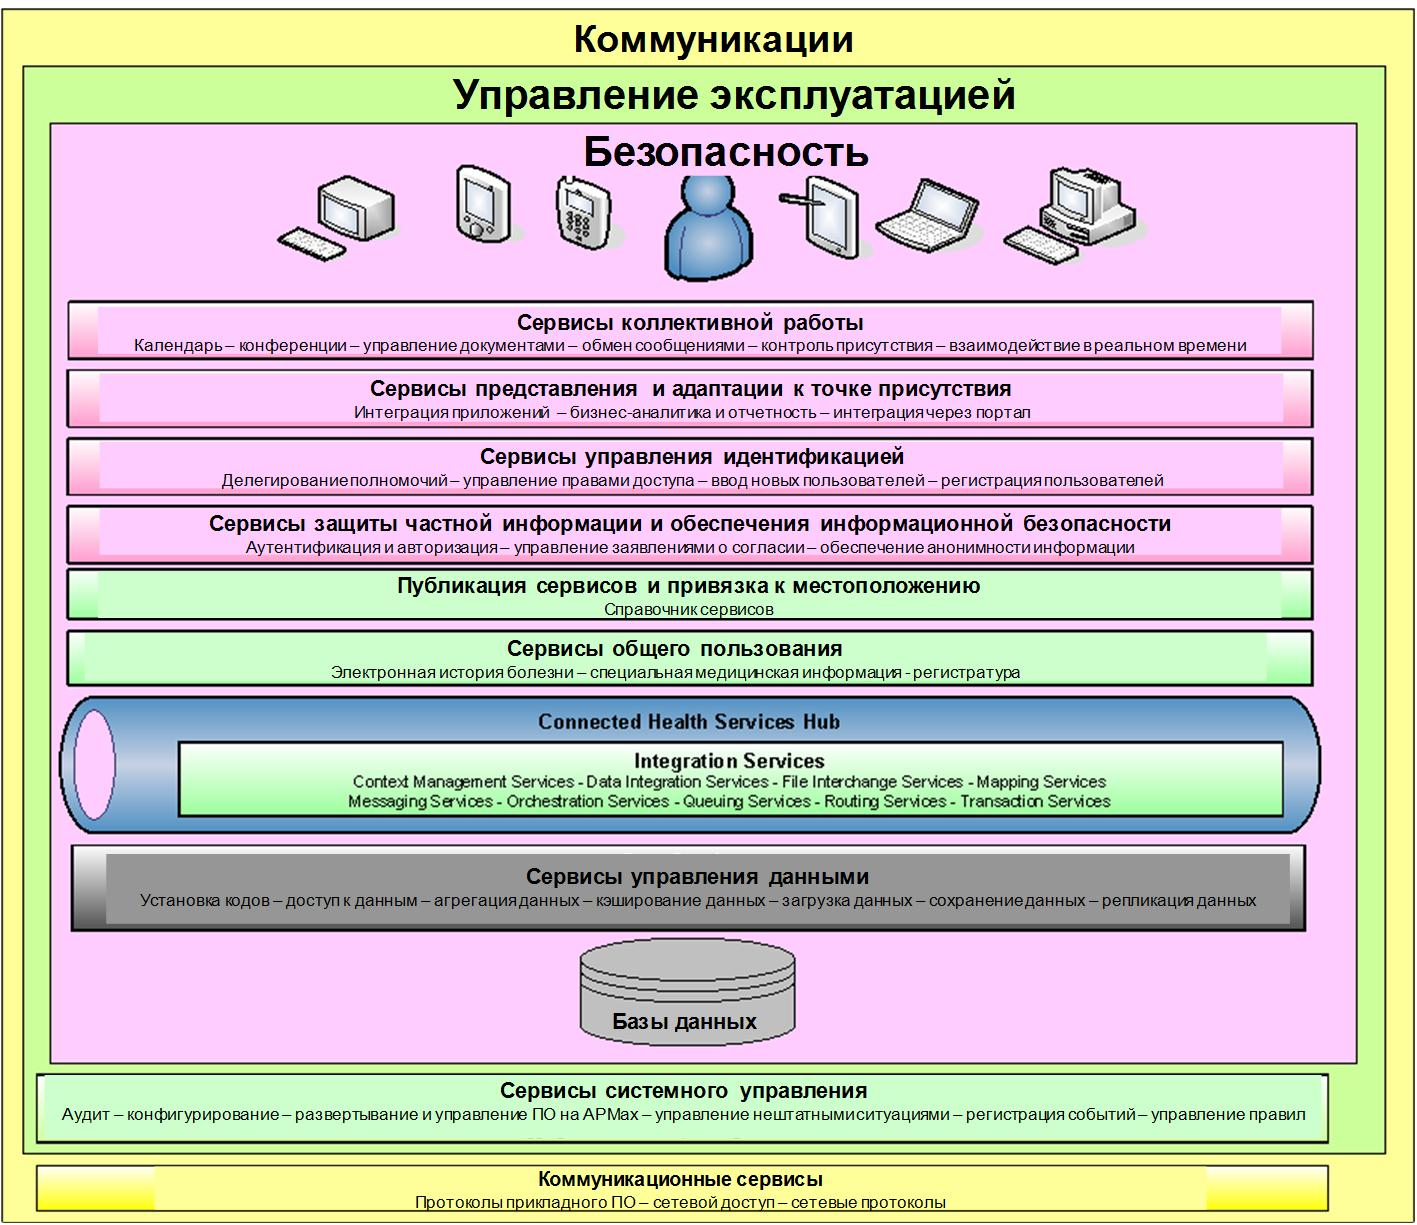 Коммуникации
Управление эксплуатацией
Безопасность
Сервисы коллективной работы
Календарь – конференции – управление документами – обмен сообщениями – контроль присутствия – взаимодействие в реальном времени
Сервисы представления и адаптации к точке присутствия
Интеграция приложений – бизнес-аналитика и отчетность – интеграция через портал
Сервисы управления идентификацией
Делегирование полномочий – управление правами доступа – ввод новых пользователей – регистрация пользователей
Сервисы защиты частной информации и обеспечения информационной безопасности
Аутентификация и авторизация – управление заявлениями о согласии – обеспечение анонимности информации
Публикация сервисов и привязка к местоположению
Справочник сервисов
Сервисы общего пользования
Электронная история болезни – специальная медицинская информация - регистратура
Connected Health Services Hub
Integration Services
Context Management Services - Data Integration Services - File Interchange Services - Mapping Services
Messaging Services - Orchestration Services - Queuing Services - Routing Services - Transaction Services
Сервисы управления данными
Установка кодов – доступ к данным – агрегация данных – кэширование данных – загрузка данных – сохранение данных – репликация данных
Базы данных
Сервисы системного управления
Аудит – конфигурирование – развертывание и управление ПО на АРМах – управление нештатными ситуациями – регистрация событий – управление правил
Коммуникационные сервисы
Протоколы прикладного ПО – сетевой доступ – сетевые протоколы